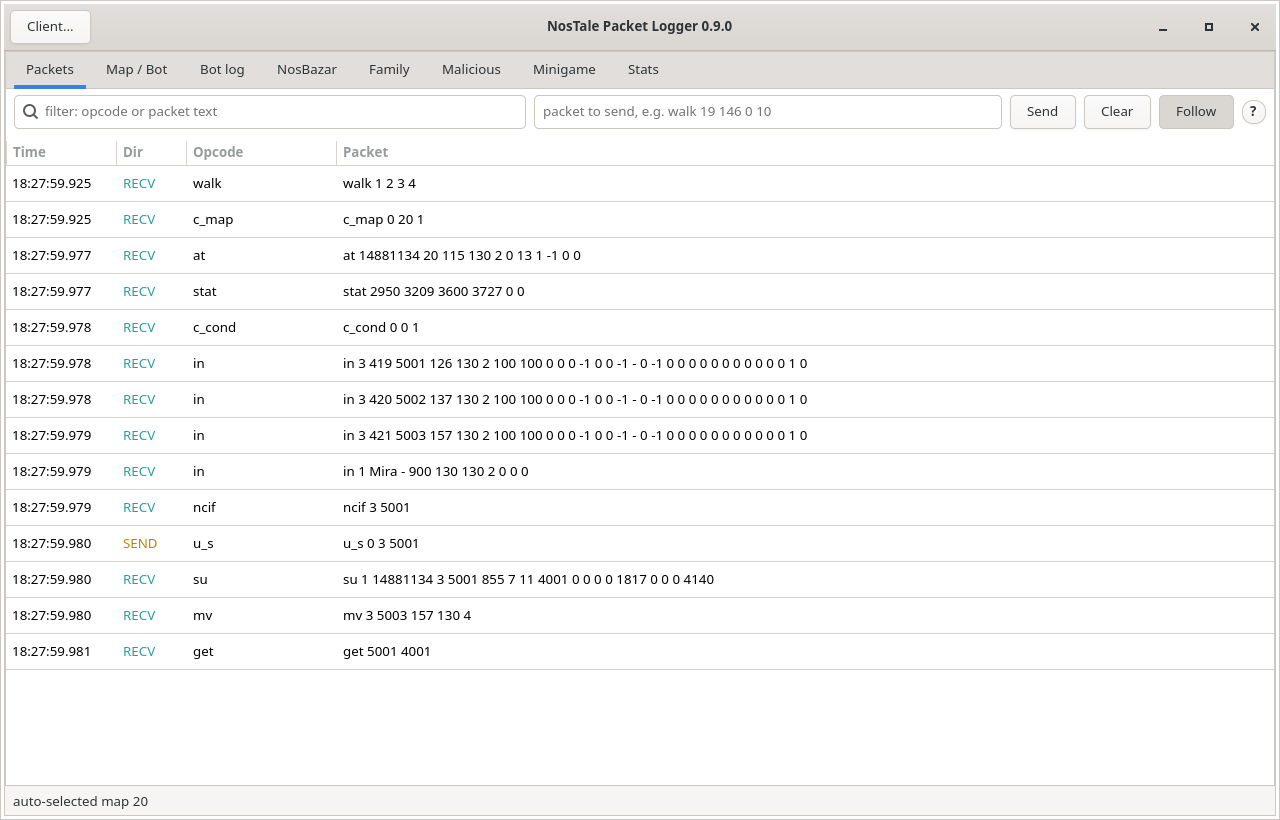 Client...
NosTale Packet Logger 0.9.0
Packets Map / Bot Bot log NosBazar Family Malicious Minigame Stats
filter: opcode or packet text packet to send, e.g. walk 19 146 0 10 Send Clear Follow ?
Time Dir Opcode Packet
18:27:59.925 RECV walk walk 1 2 3 4
18:27:59.925 RECV c_map c_map 0 20 1
18:27:59.977 RECV at at 14881134 20 115 130 2 0 13 1 -1 0 0
18:27:59.977 RECV stat stat 2950 3209 3600 3727 0 0
18:27:59.978 RECV c_cond c_cond 0 0 1
18:27:59.978 RECV in in 3 419 5001 126 130 2 100 100 0 0 0 -1 0 0 -1 - 0 -1 0 0 0 0 0 0 0 0 0 0 0 1 0
18:27:59.978 RECV in in 3 420 5002 137 130 2 100 100 0 0 0 -1 0 0 -1 - 0 -1 0 0 0 0 0 0 0 0 0 0 0 1 0
18:27:59.979 RECV in in 3 421 5003 157 130 2 100 100 0 0 0 -1 0 0 -1 - 0 -1 0 0 0 0 0 0 0 0 0 0 0 1 0
18:27:59.979 RECV in in 1 Mira - 900 130 130 2 0 0 0
18:27:59.979 RECV ncif ncif 3 5001
18:27:59.980 SEND u_s u_s 0 3 5001
18:27:59.980 RECV su su 1 14881134 3 5001 855 7 11 4001 0 0 0 0 1817 0 0 0 4140
18:27:59.980 RECV mv mv 3 5003 157 130 4
18:27:59.981 RECV get get 5001 4001
auto-selected map 20